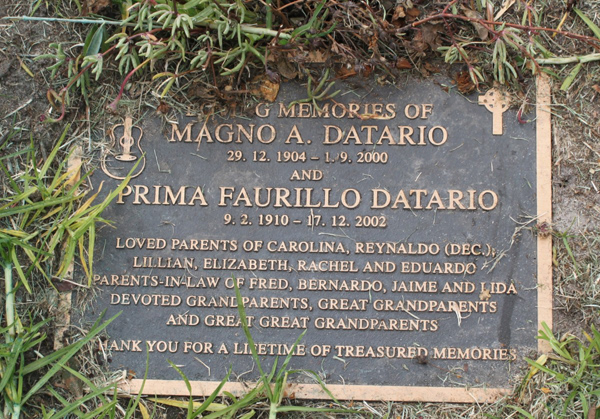 MEMORIES OF
MAGNO A. DATARIO
29. 12. 1904 – 1. 9. 2000
AND
PRIMA FAURILLO DATARIO
9. 2. 1910 – 17. 12. 2002
LOVED PARENTS OF CAROLINA, REYNALDO (DEC.),
LILLIAN, ELIZABETH, RACHEL AND EDUARDO
PARENTS-IN-LAW OF FRED, BERNARDO, JAIME AND LIDA
DEVOTED GRANDPARENTS, GREAT GRANDPARENTS
AND GREAT GREAT GRANDPARENTS
HANK YOU FOR A LIFETIME OF TREASURED MEMORIES